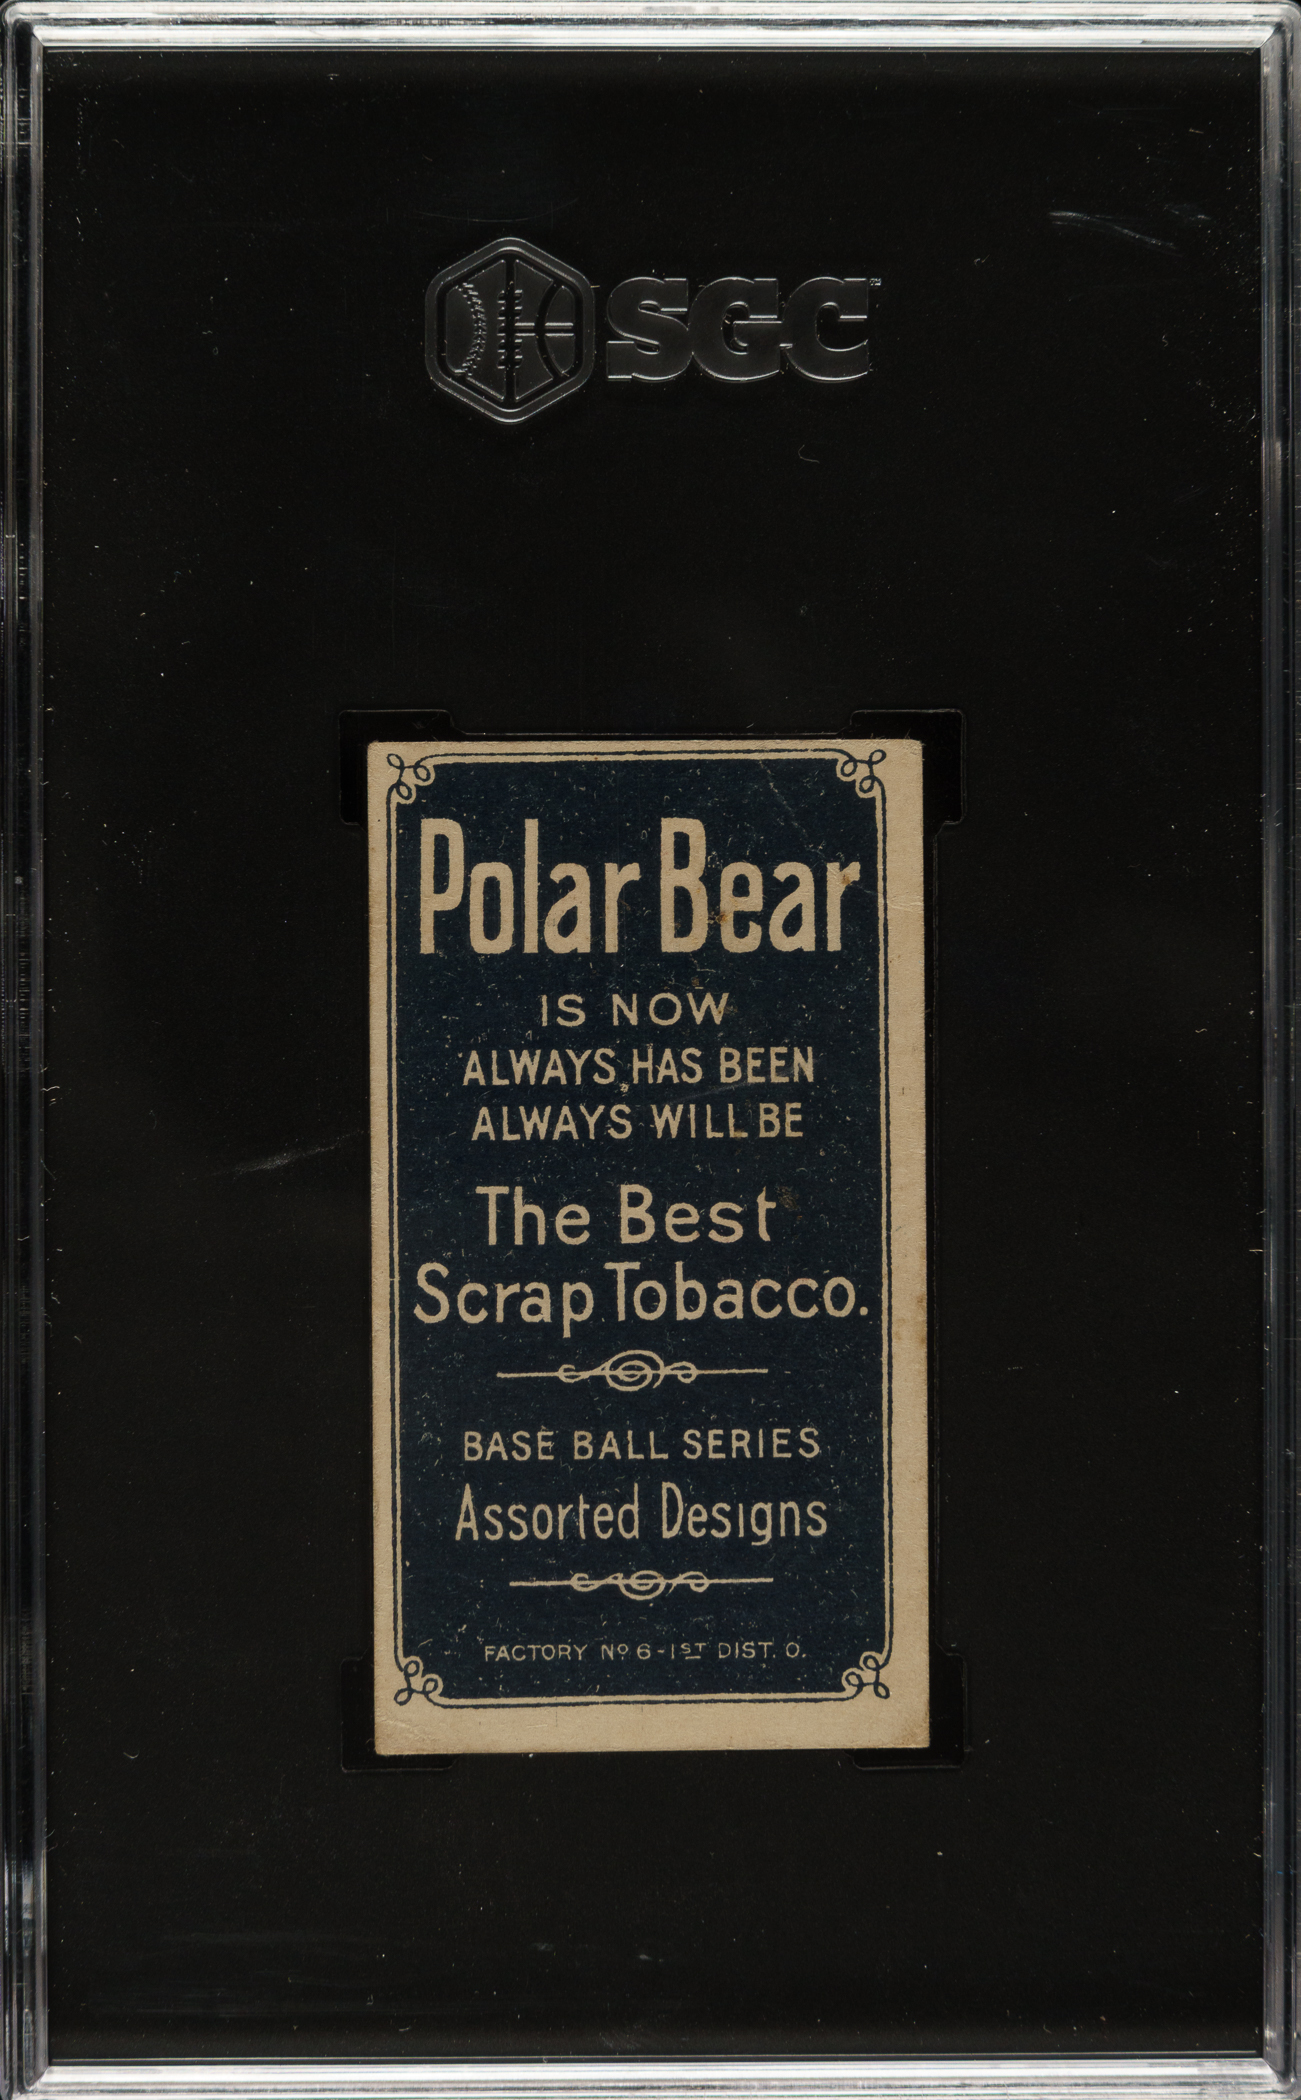 SGC
Polar Bear
IS NOW
ALWAYS HAS BEEN
ALWAYS WILL BE
The Best
Scrap Tobacco.
BASE BALL SERIES
Assorted Designs
FACTORY Nº 6-1ST DIST. O.